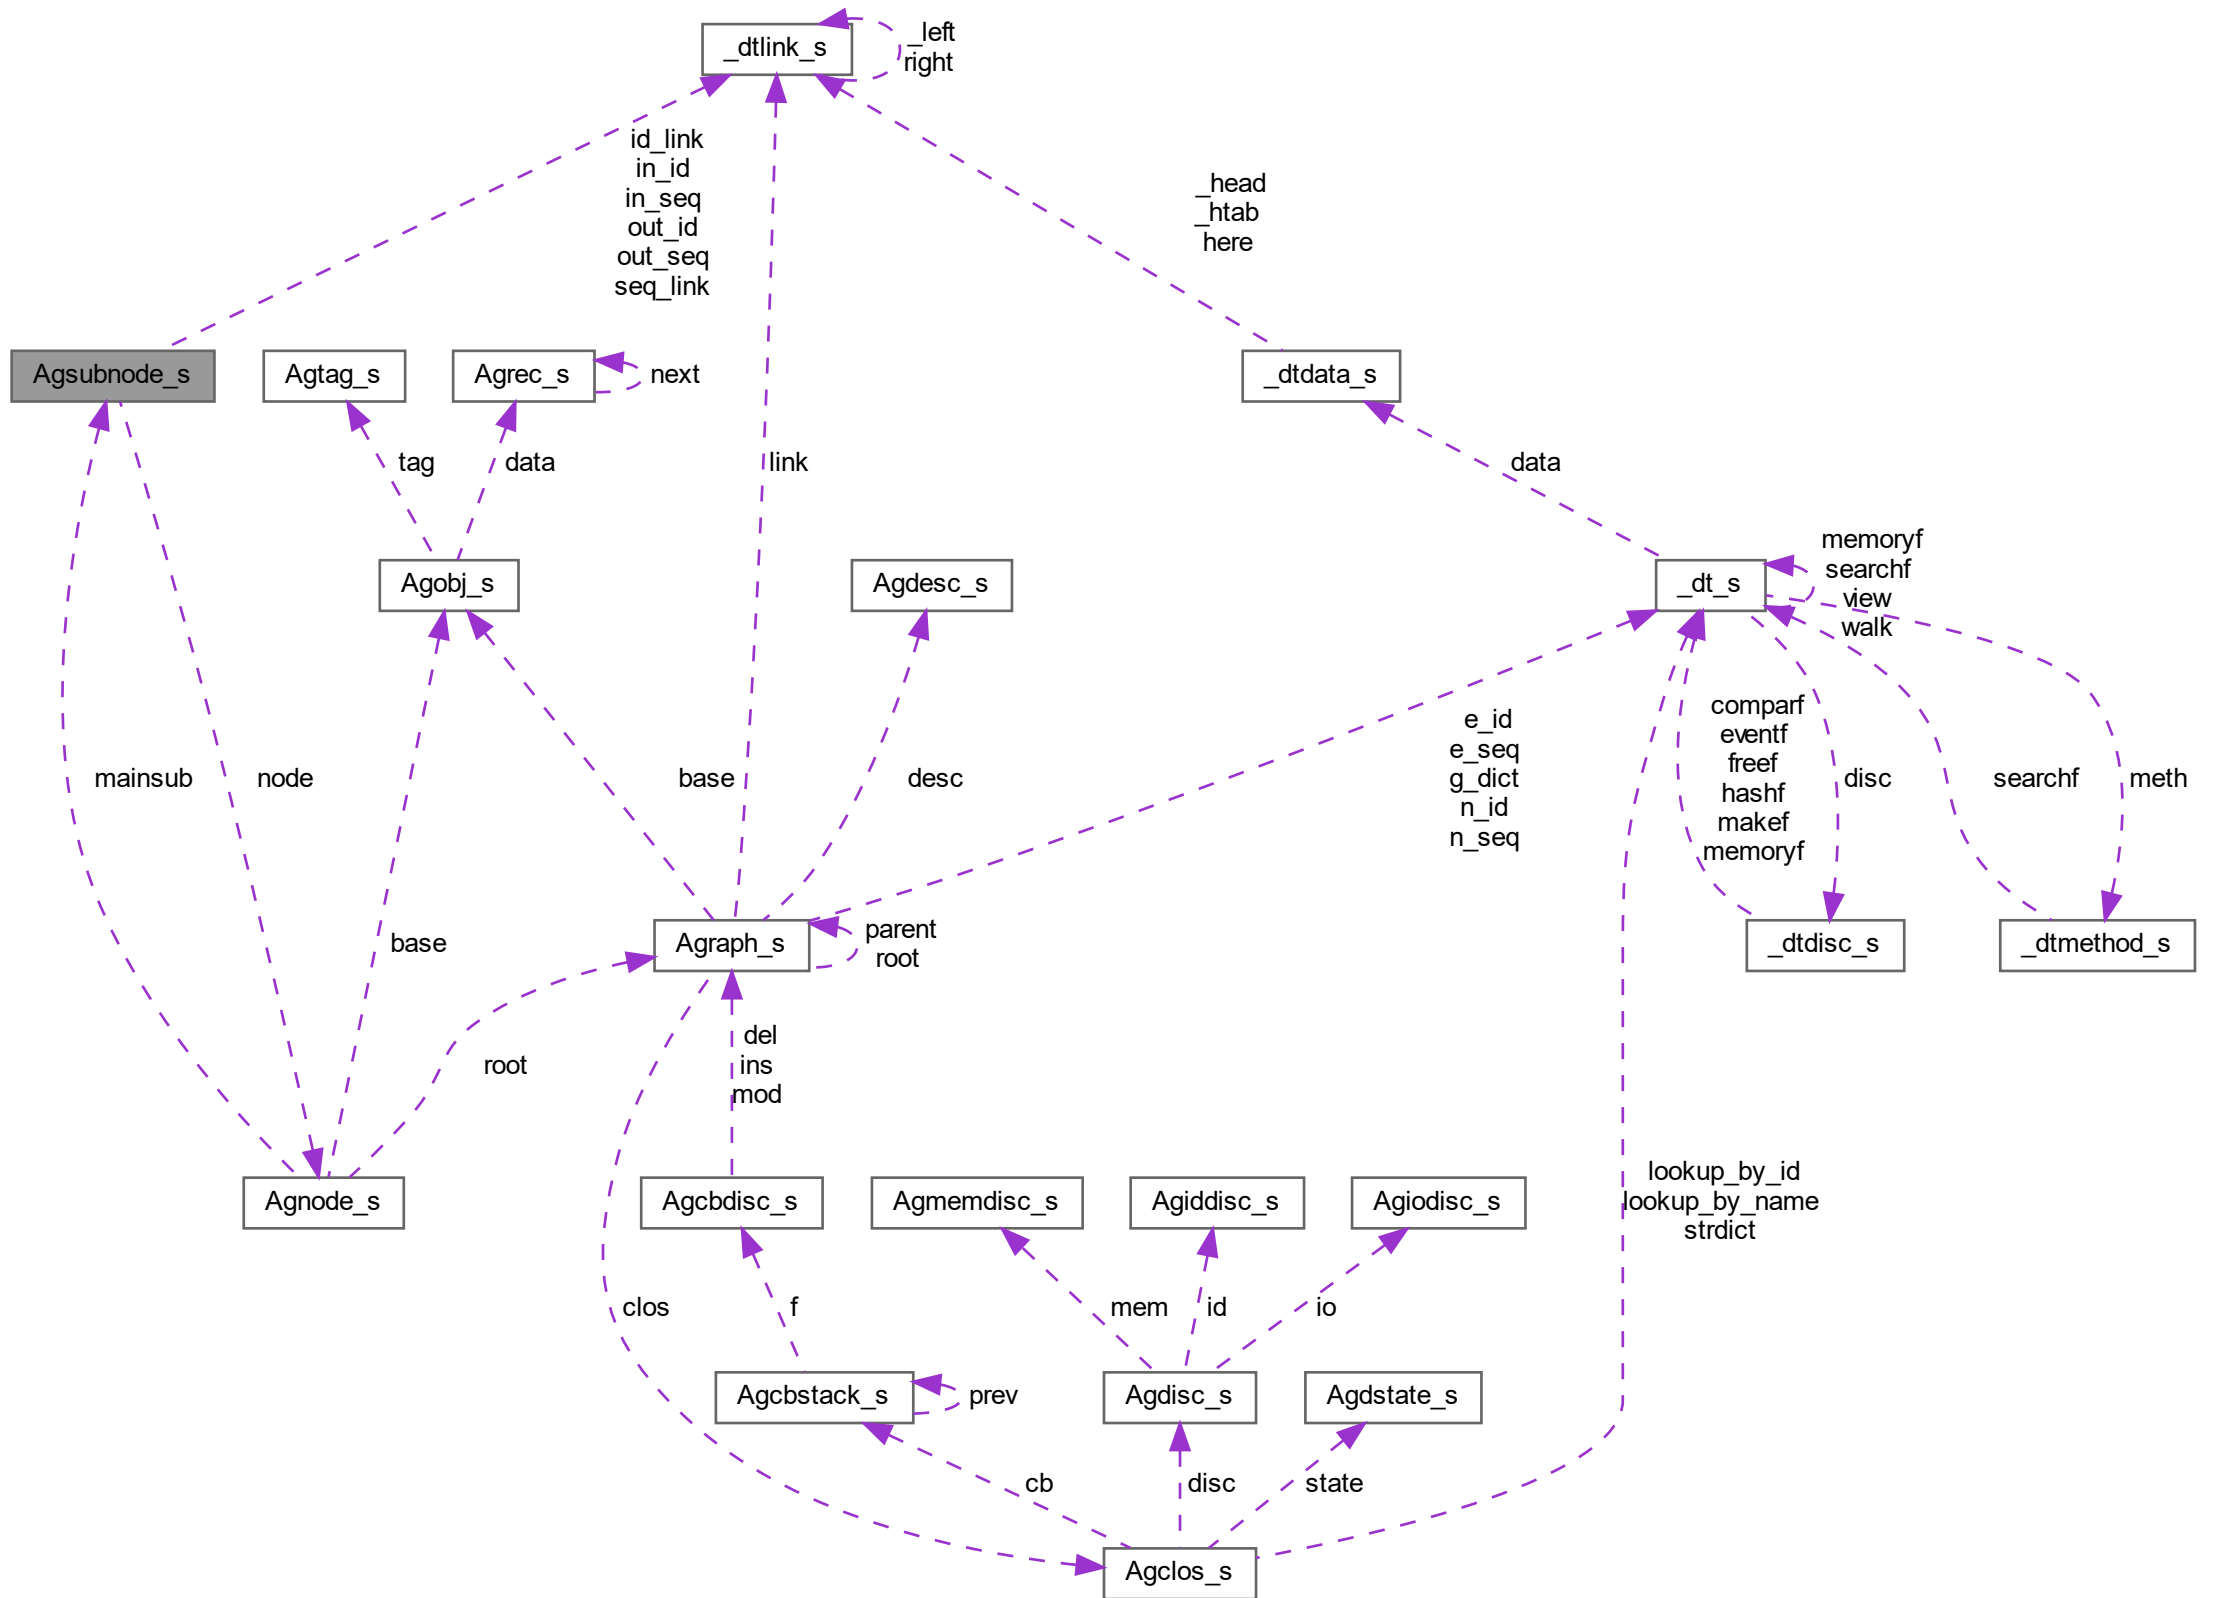 _dtlink_s
_left
right
id_link
in_id
in_seq
out_id
out_seq
seq_link
_head
_htab
here
Agsubnode_s
Agtag_s
Agrec_s
next
_dtdata_s
tag
data
link
data
Agobj_s
Agdesc_s
_dt_s
memoryf
searchf
view
walk
mainsub
node
base
base
desc
e_id
e_seq
g_dict
n_id
n_seq
comparf
eventf
freef
hashf
makef
memoryf
disc
searchf
meth
Agraph_s
parent
root
_dtdisc_s
_dtmethod_s
root
del
ins
mod
Agnode_s
Agcbdisc_s
Agmemdisc_s
Agiddisc_s
Agiodisc_s
lookup_by_id
lookup_by_name
strdict
clos
f
mem
id
io
Agcbstack_s
prev
Agdisc_s
Agdstate_s
cb
disc
state
Agclos_s